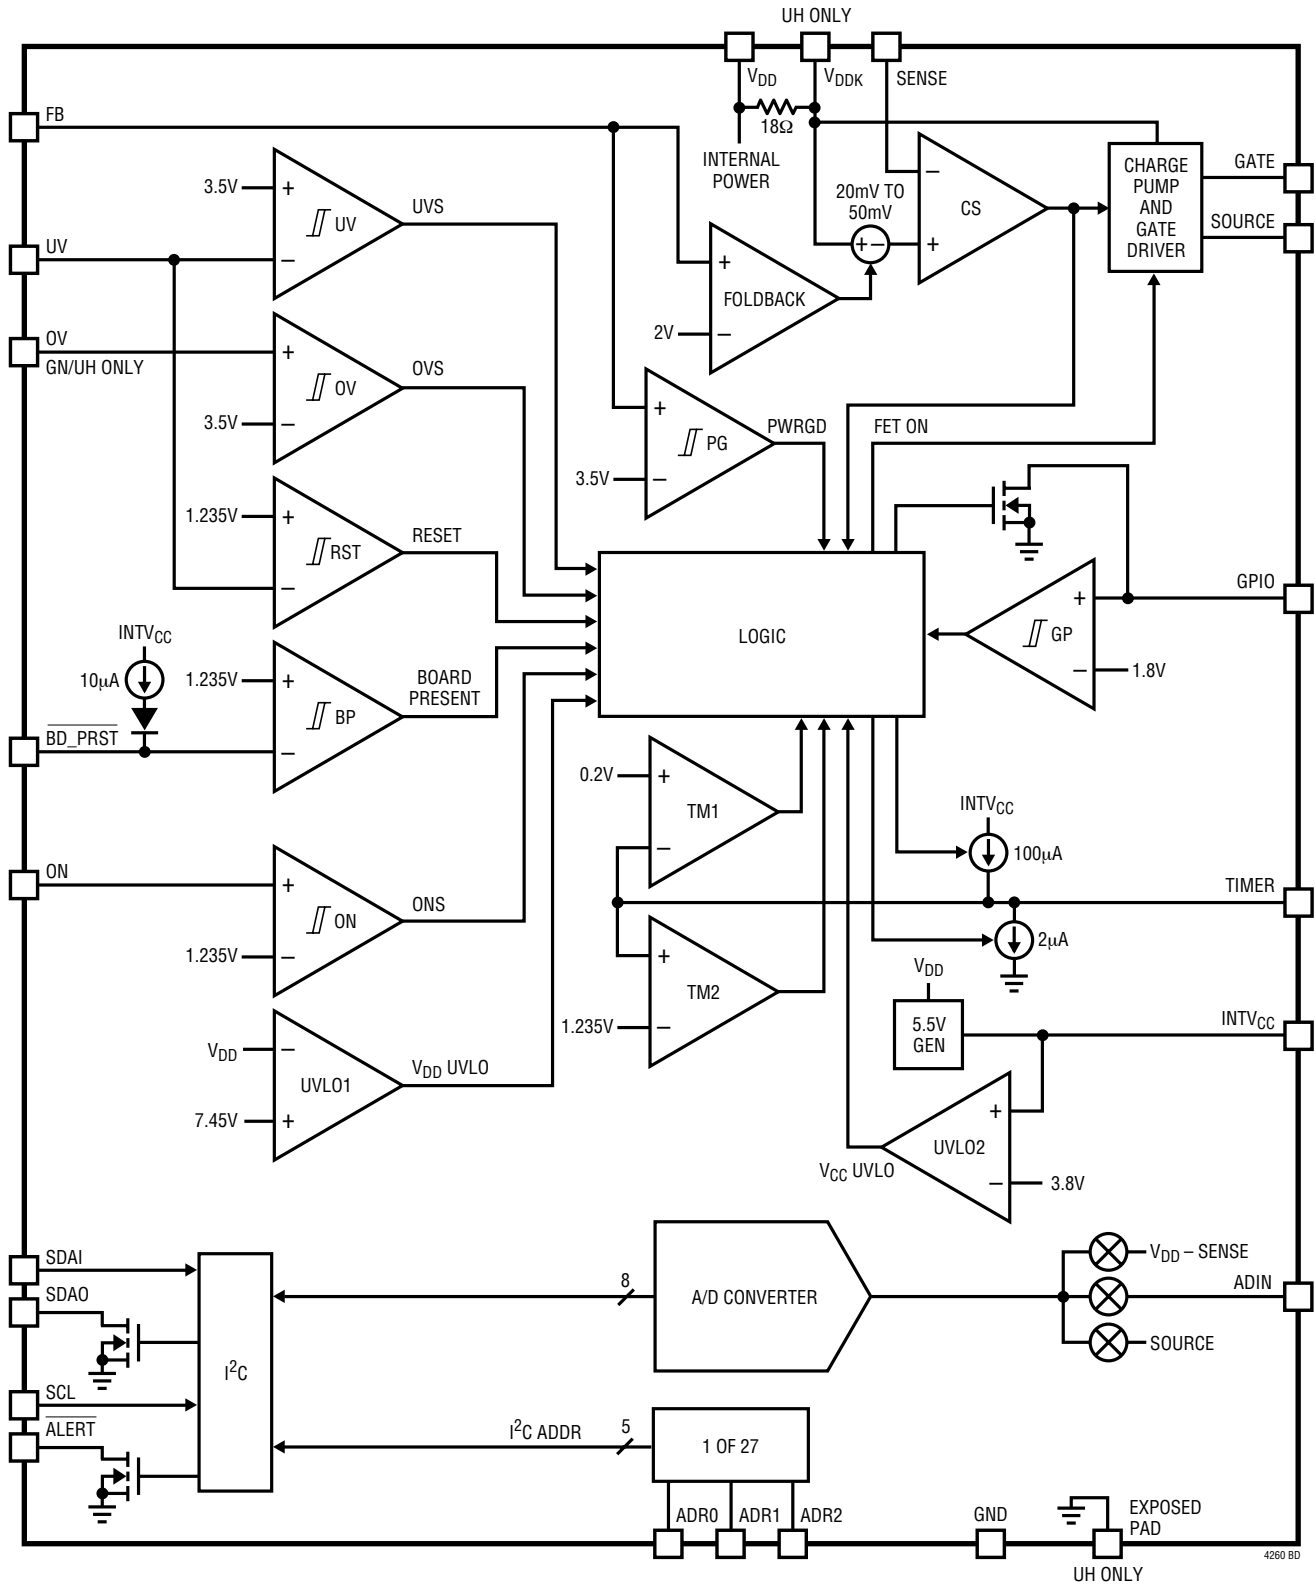 UH ONLY
VDD
VDDK
SENSE
FB
18Ω
INTERNAL
POWER
20mV TO
50mV
+ −
−
CS
+
CHARGE
PUMP
AND
GATE
DRIVER
GATE
SOURCE
3.5V
+
UV
−
UVS
UV
+
FOLDBACK
2V
−
OV
GN/UH ONLY
+
OV
3.5V
−
OVS
+
PG
3.5V
−
PWRGD
FET ON
1.235V
+
RST
−
RESET
LOGIC
+
GP
−
1.8V
GPIO
INTVCC
10µA
1.235V
+
BP
−
BOARD
PRESENT
BD_PRST
0.2V
+
TM1
−
INTVCC
100µA
TIMER
2µA
ON
+
ON
1.235V
−
ONS
+
TM2
1.235V
−
VDD
5.5V
GEN
INTVCC
VDD
−
UVLO1
7.45V
+
VDD UVLO
+
UVLO2
−
3.8V
VCC UVLO
SDAI
SDAO
SCL
ALERT
I2C
8
A/D CONVERTER
VDD – SENSE
ADIN
SOURCE
I2C ADDR
5
1 OF 27
ADR0
ADR1
ADR2
GND
EXPOSED
PAD
UH ONLY
4260 BD